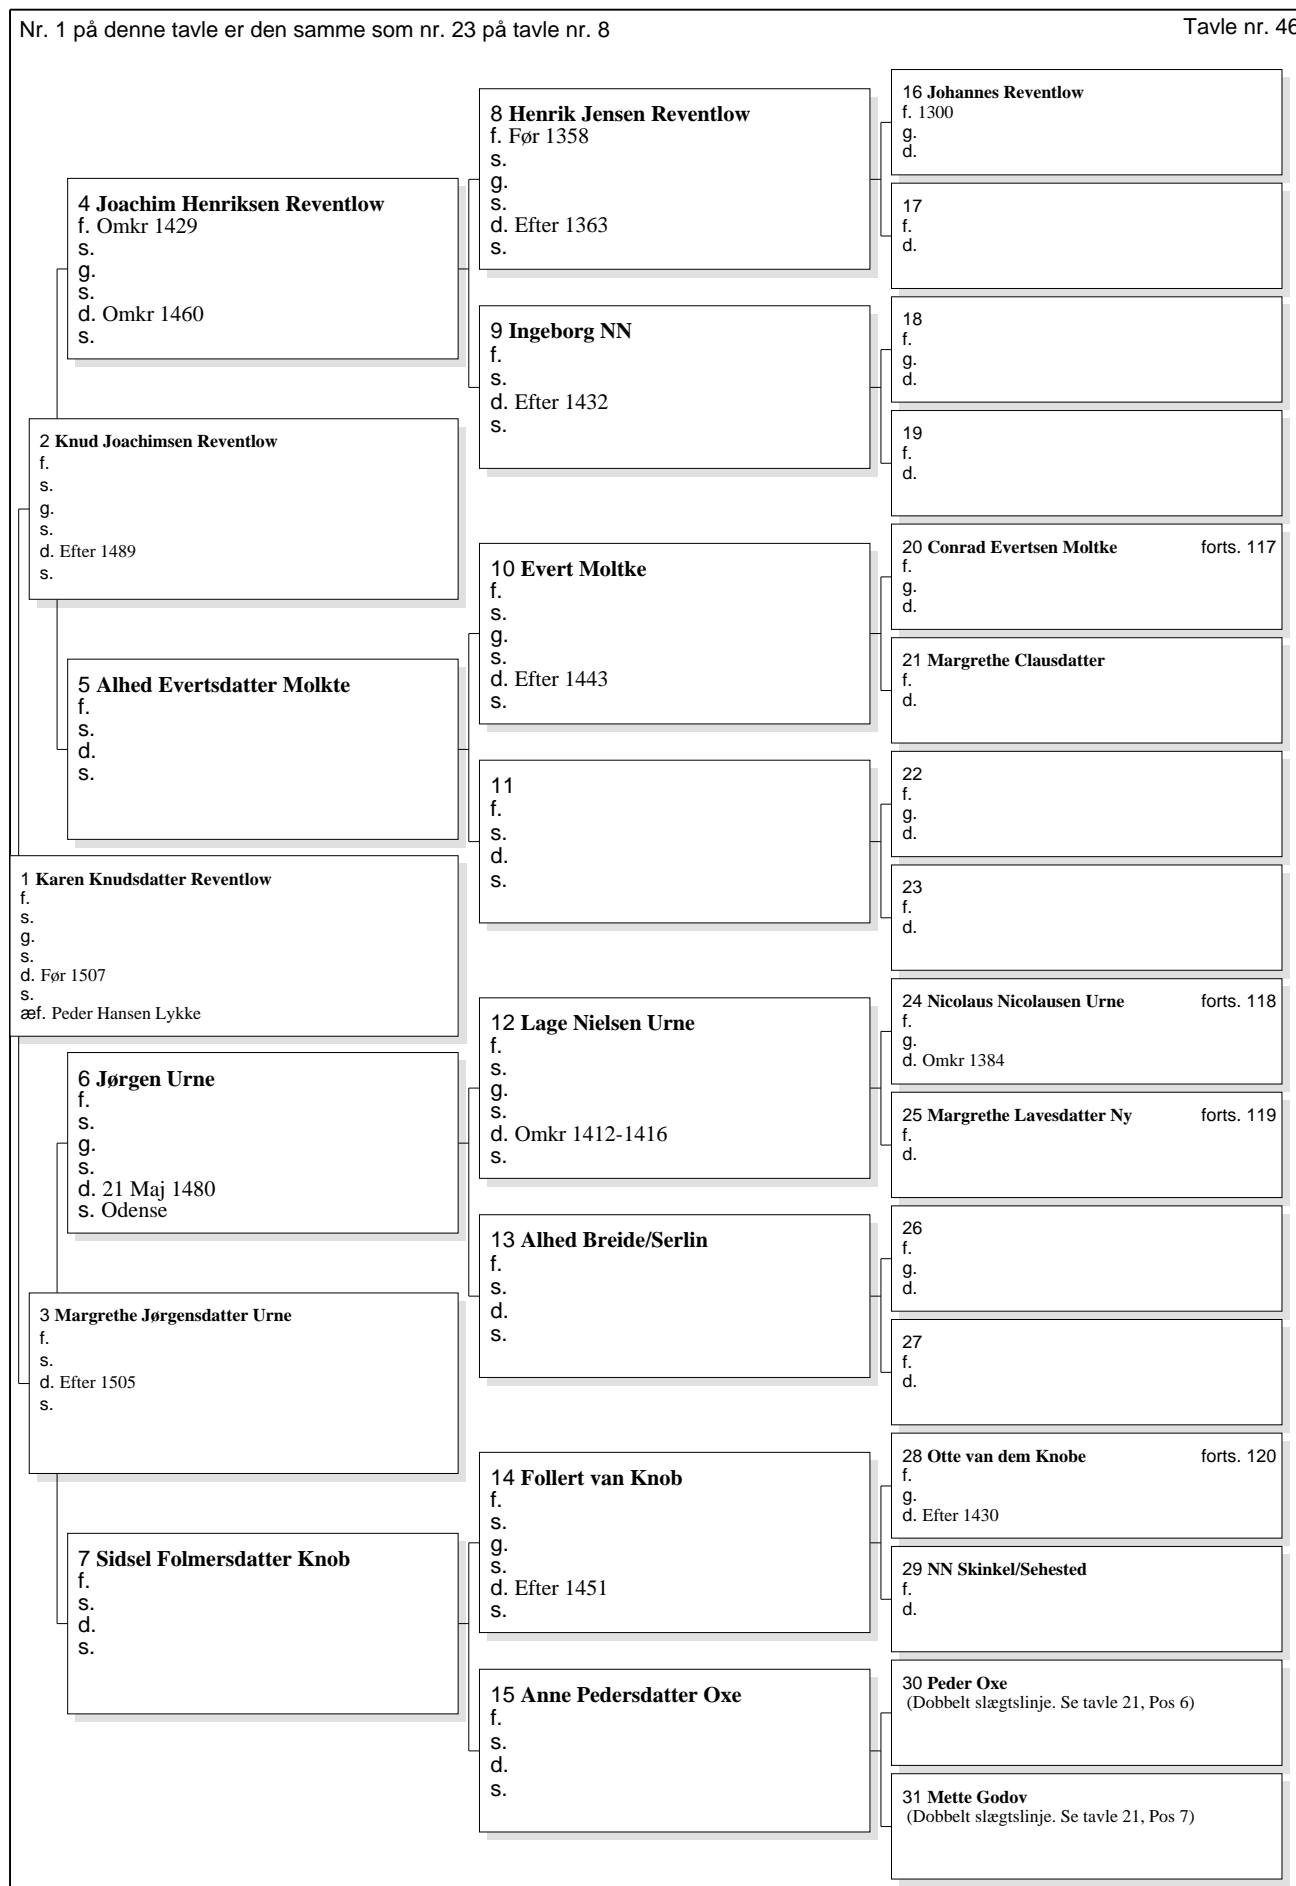 Nr. 1 på denne tavle er den samme som nr. 23 på tavle nr. 8
Tavle nr. 46
1 Karen Knudsdatter Reventlow
f.
s.
g.
s.
d. Før 1507
s.
æf. Peder Hansen Lykke
2 Knud Joachimsen Reventlow
f.
s.
g.
s.
d. Efter 1489
s.
3 Margrethe Jørgensdatter Urne
f.
s.
d. Efter 1505
s.
4 Joachim Henriksen Reventlow
f. Omkr 1429
s.
g.
s.
d. Omkr 1460
s.
5 Alhed Evertsdatter Molkte
f.
s.
d.
s.
6 Jørgen Urne
f.
s.
g.
s.
d. 21 Maj 1480
s. Odense
7 Sidsel Folmersdatter Knob
f.
s.
d.
s.
8 Henrik Jensen Reventlow
f. Før 1358
s.
g.
s.
d. Efter 1363
s.
9 Ingeborg NN
f.
s.
d. Efter 1432
s.
10 Evert Moltke
f.
s.
g.
s.
d. Efter 1443
s.
11
f.
s.
d.
s.
12 Lage Nielsen Urne
f.
s.
g.
s.
d. Omkr 1412-1416
s.
13 Alhed Breide/Serlin
f.
s.
d.
s.
14 Follert van Knob
f.
s.
g.
s.
d. Efter 1451
s.
15 Anne Pedersdatter Oxe
f.
s.
d.
s.
16 Johannes Reventlow
f. 1300
g.
d.
17
f.
d.
18
f.
g.
d.
19
f.
d.
20 Conrad Evertsen Moltke forts. 117
f.
g.
d.
21 Margrethe Clausdatter
f.
d.
22
f.
g.
d.
23
f.
d.
24 Nicolaus Nicolausen Urne forts. 118
f.
g.
d. Omkr 1384
25 Margrethe Lavesdatter Ny forts. 119
f.
d.
26
f.
g.
d.
27
f.
d.
28 Otte van dem Knobe forts. 120
f.
g.
d. Efter 1430
29 NN Skinkel/Sehested
f.
d.
30 Peder Oxe
(Dobbelt slægtslinje. Se tavle 21, Pos 6)
31 Mette Godov
(Dobbelt slægtslinje. Se tavle 21, Pos 7)